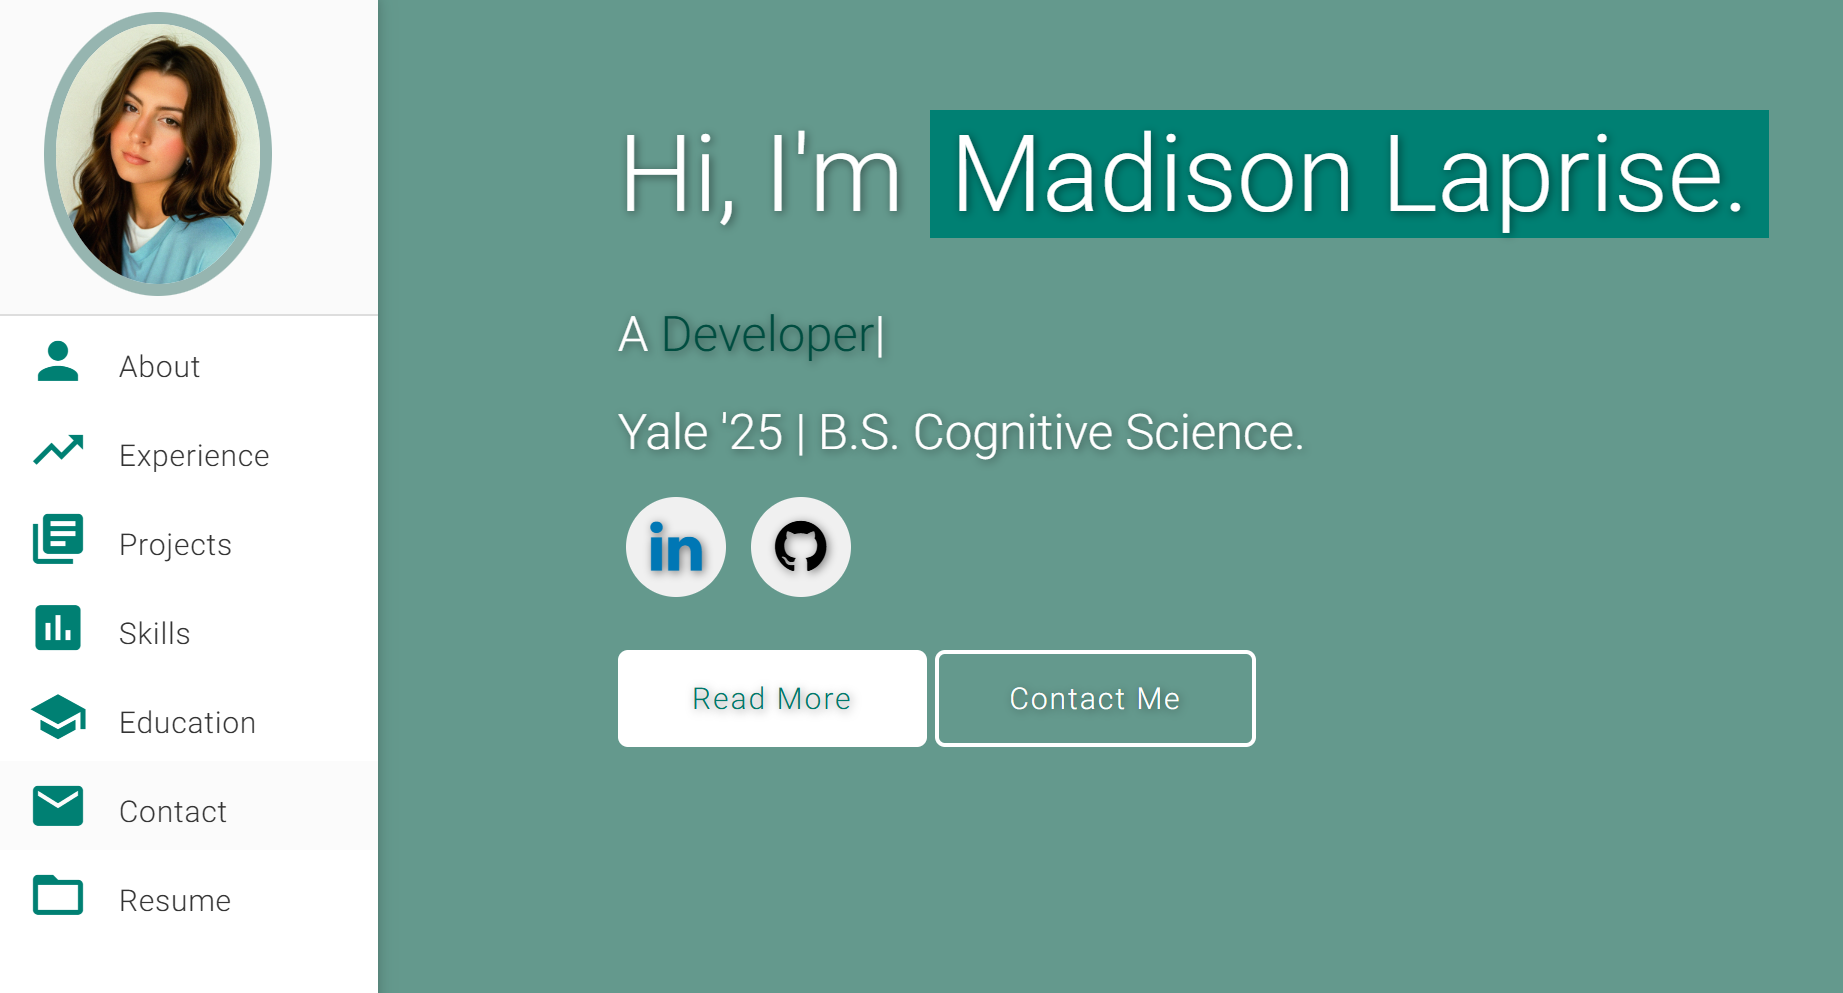 About
Experience
Projects
Skills
Education
Contact
Resume
Hi, I'm Madison Laprise.
A Developer|
Yale '25 | B.S. Cognitive Science.
in
Read More
Contact Me